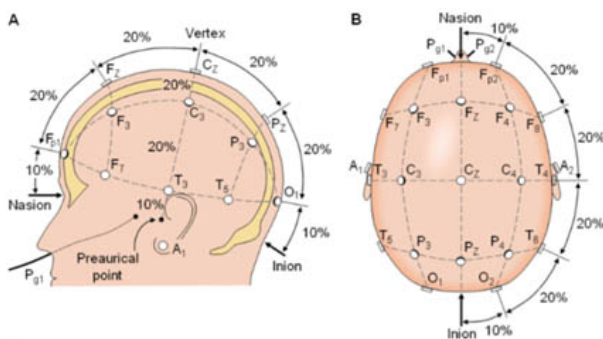 A
20%
Vertex
20%
Cz
Fz
20%
20%
20%
F3
C3
Pz
P3
Fp1
20%
20%
F7
10%
T3
T5
O1
Nasion
10%
10%
Preaurical
point
A1
Inion
Pg1
B
Nasion
Pg1
Pg2
10%
Fp1
Fp2
20%
F7
F3
Fz
F4
F8
20%
A1
T3
C3
Cz
C4
T4
A2
20%
T5
P3
Pz
P4
T6
O1
O2
20%
Inion
10%